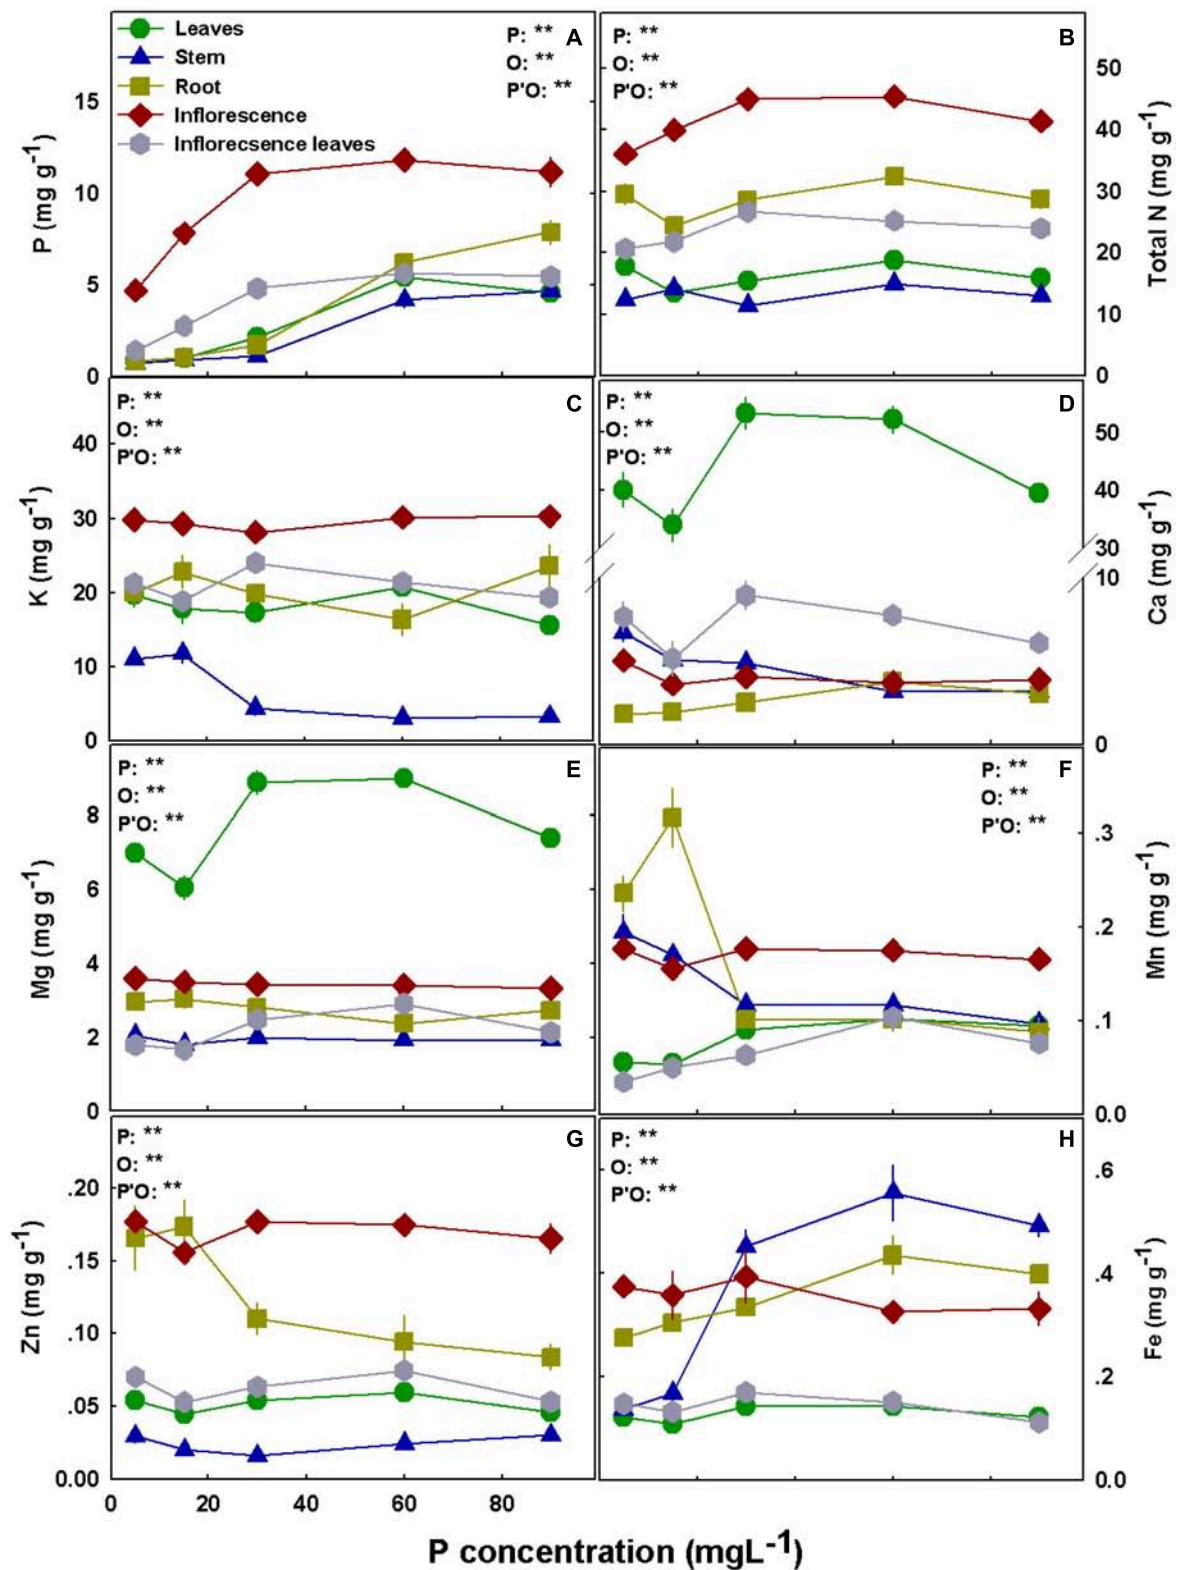 Leaves
Stem
Root
Inflorescence
Inflorecsence leaves
P: **
O: **
P'O: **
A
P (mg g-1)
15
10
5
0
P: **
O: **
P'O: **
B
Total N (mg g-1)
50
40
30
20
10
0
P: **
O: **
P'O: **
C
K (mg g-1)
40
30
20
10
0
P: **
O: **
P'O: **
D
Ca (mg g-1)
50
40
30
10
0
P: **
O: **
P'O: **
E
Mg (mg g-1)
8
6
4
2
0
P: **
O: **
P'O: **
F
Mn (mg g-1)
.3
.2
.1
0.0
P: **
O: **
P'O: **
G
Zn (mg g-1)
.20
.15
.10
.05
0.00
0 20 40 60 80
P: **
O: **
P'O: **
H
Fe (mg g-1)
.6
.4
.2
0.0
P concentration (mgL-1)